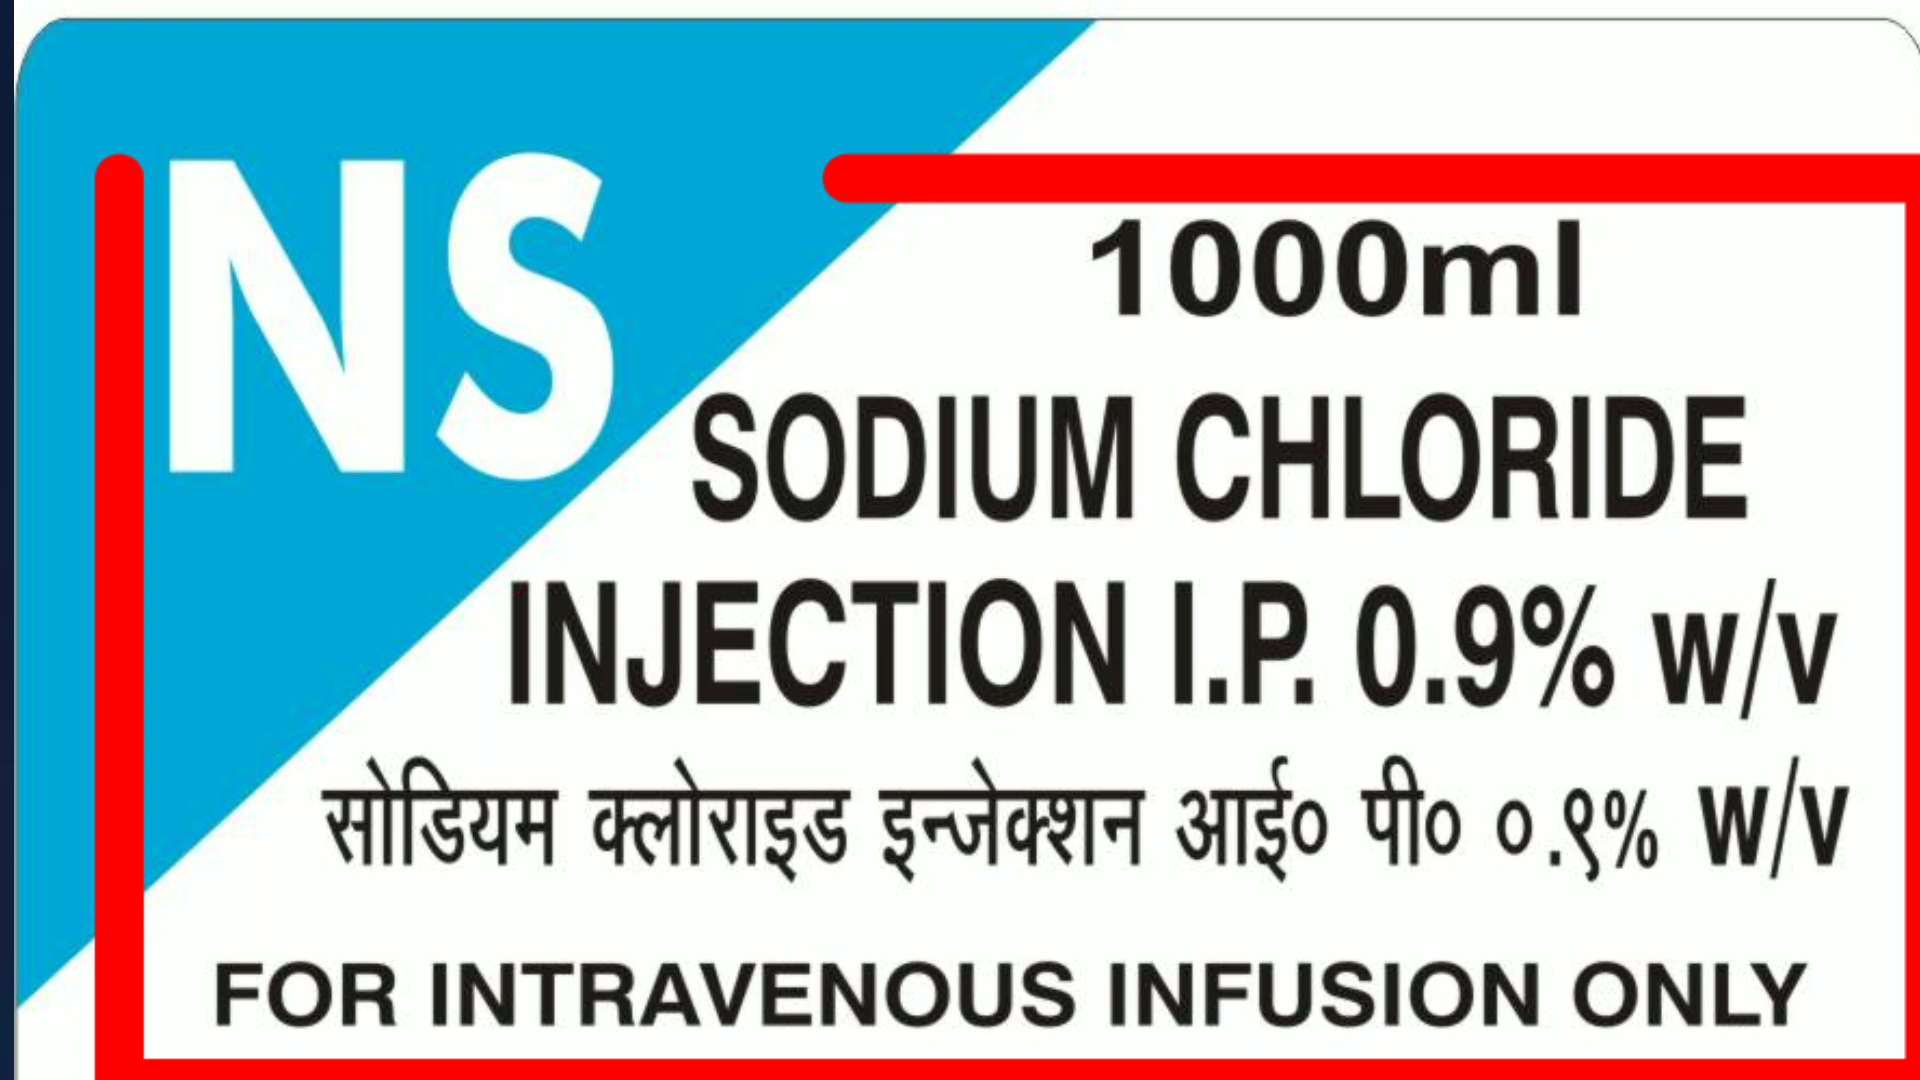 NS
1000ml
SODIUM CHLORIDE
INJECTION I.P. 0.9% w/v
सोडियम क्लोराइड इन्जेक्शन आई० पी० ०.९% w/v
FOR INTRAVENOUS INFUSION ONLY